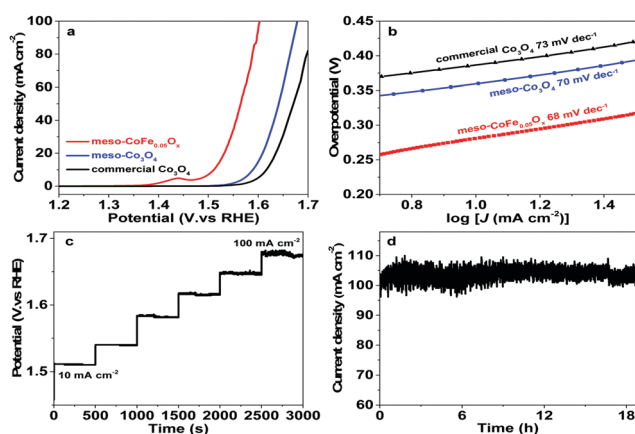 a
Current density (mA cm⁻²)
100
80
60
40
20
0
meso-CoFe₀.₀₅Oₓ
meso-Co₃O₄
commercial Co₃O₄
1.2 1.3 1.4 1.5 1.6 1.7
Potential (V.vs RHE)
b
Overpotential (V)
0.45
0.40
0.35
0.30
0.25
0.20
commercial Co₃O₄ 73 mV dec⁻¹
meso-Co₃O₄ 70 mV dec⁻¹
meso-CoFe₀.₀₅Oₓ 68 mV dec⁻¹
0.8 1.0 1.2 1.4
log [J (mA cm⁻²)]
c
Potential (V.vs RHE)
1.7
1.6
1.5
100 mA cm⁻²
10 mA cm⁻²
0 500 1000 1500 2000 2500 3000
Time (s)
d
Current density (mA cm⁻²)
120
110
100
90
80
70
60
0 6 12 18
Time (h)